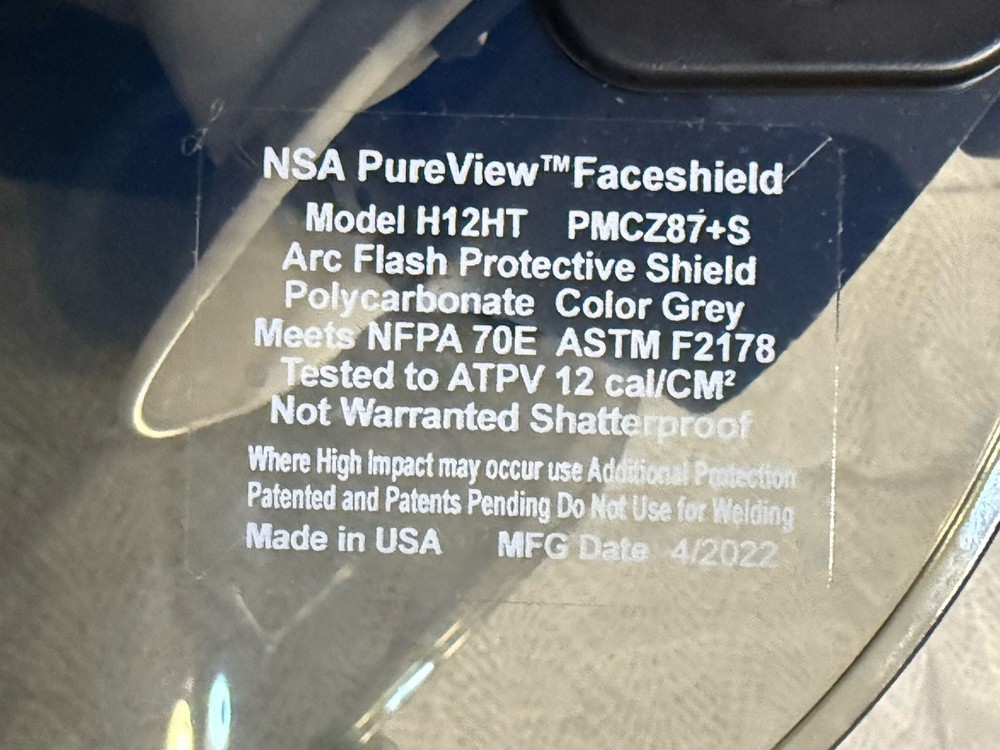 NSA PureView™ Faceshield
Model H12HT PMCZ87+S
Arc Flash Protective Shield
Polycarbonate Color Grey
Meets NFPA 70E ASTM F2178
Tested to ATPV 12 cal/CM²
Not Warranted Shatterproof
Where High Impact may occur use Additional Protection
Patented and Patents Pending Do Not Use for Welding
Made in USA MFG Date 4/2022